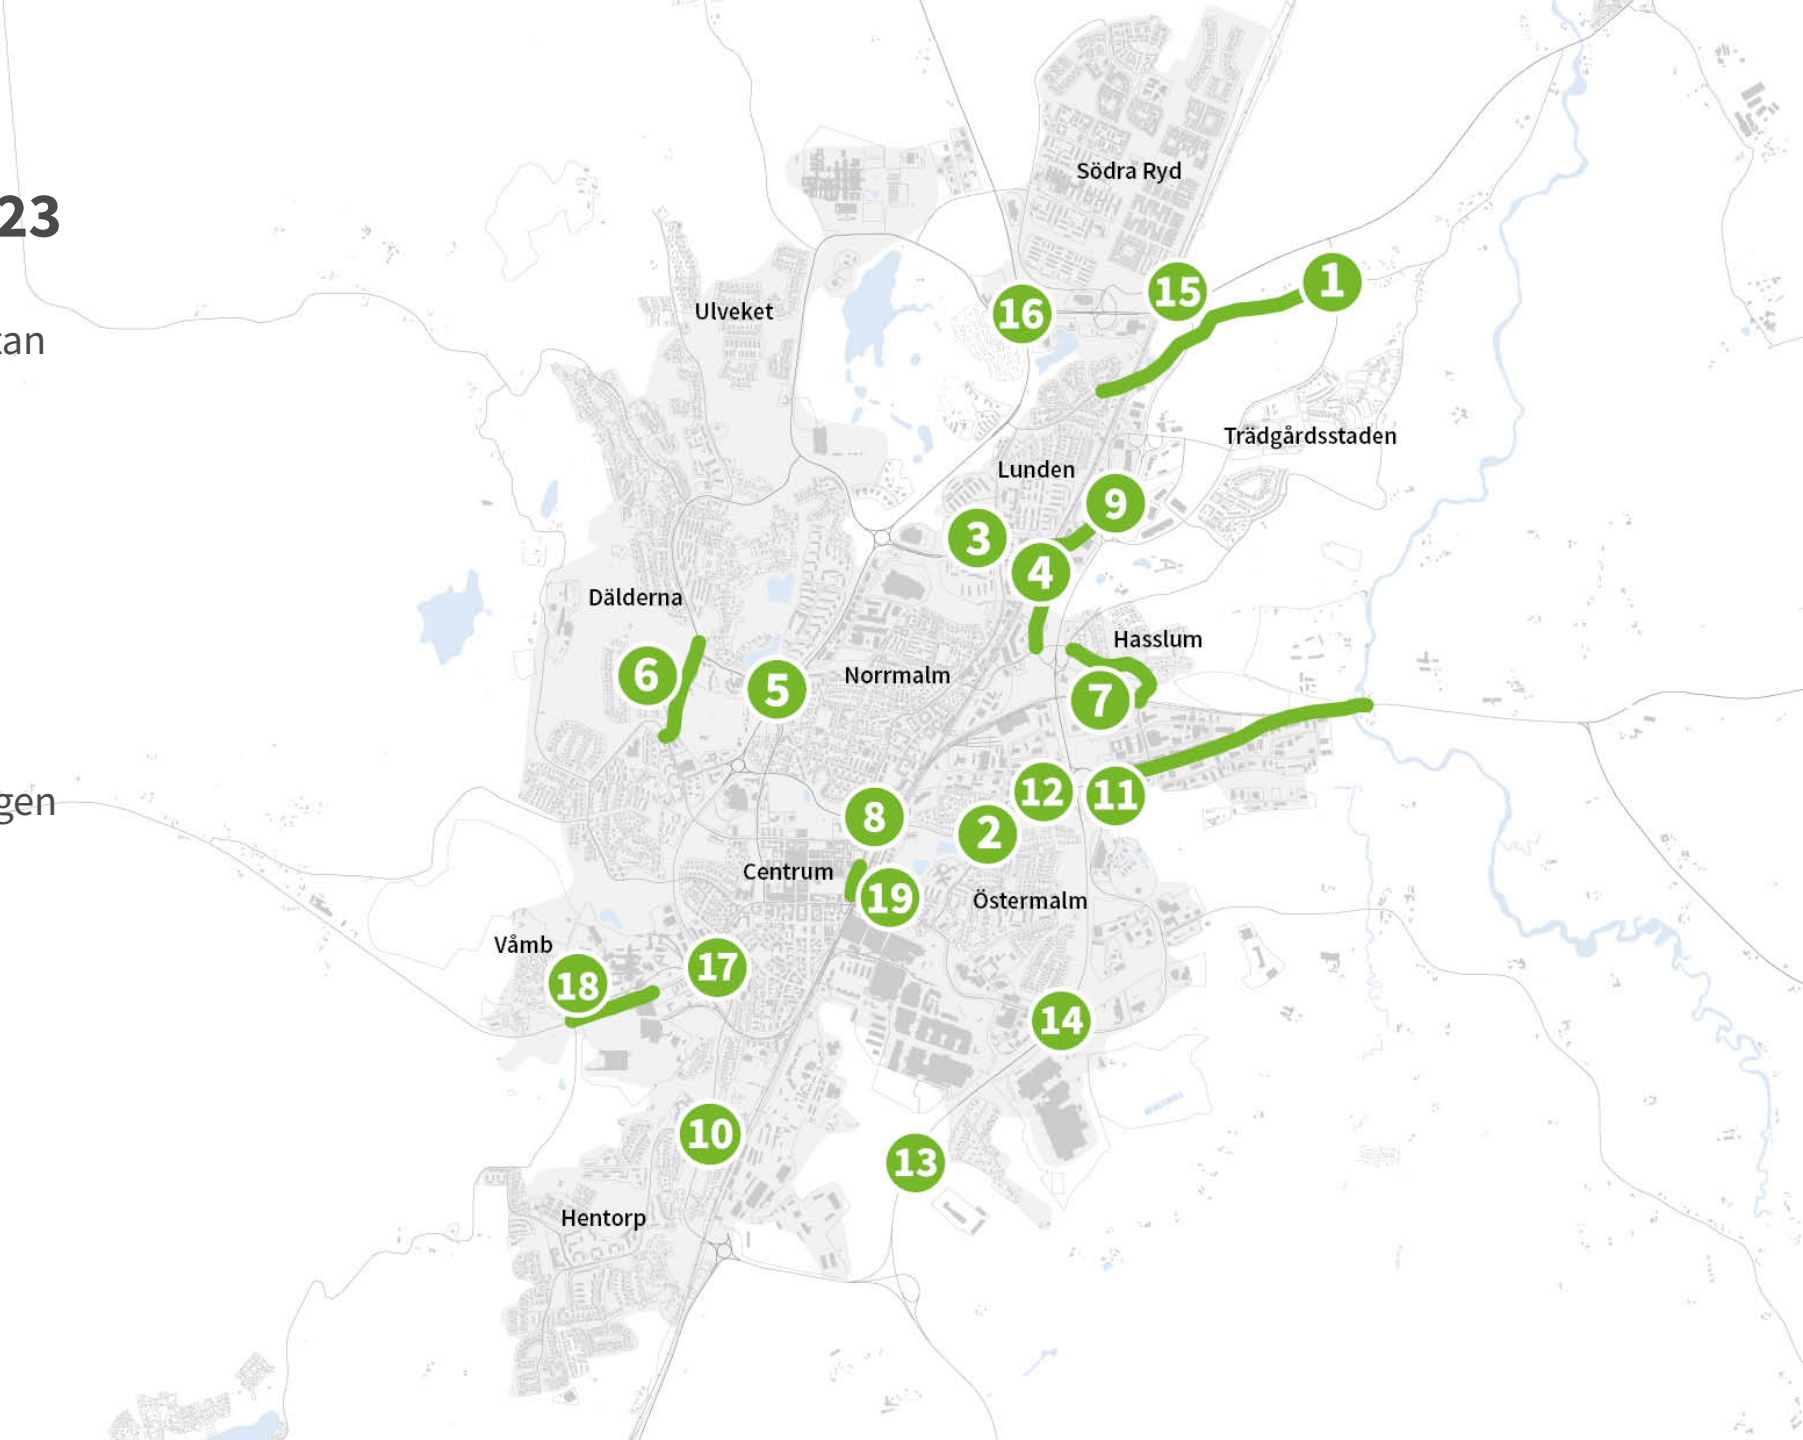 Södra Ryd
23
1
15
Ulveket
16
tan
Trädgårdsstaden
Lunden
9
3
4
Dälderna
Hasslum
6
5
Norrmalm
7
12
11
gen
8
2
Centrum
19
Östermalm
Våmb
17
18
14
10
13
Hentorp